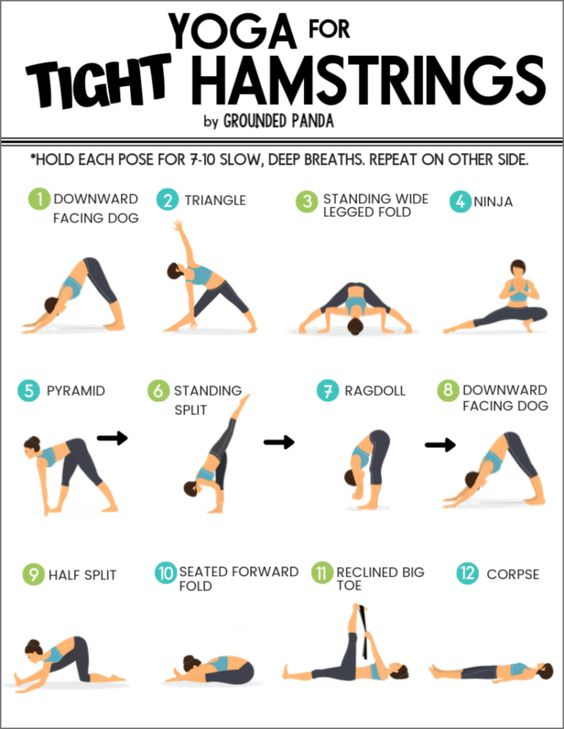 YOGA FOR
TIGHT HAMSTRINGS
by GROUNDED PANDA
*HOLD EACH POSE FOR 7-10 SLOW, DEEP BREATHS. REPEAT ON OTHER SIDE.
1 DOWNWARD
FACING DOG
2 TRIANGLE
3 STANDING WIDE
LEGGED FOLD
4 NINJA
5 PYRAMID
6 STANDING
SPLIT
7 RAGDOLL
8 DOWNWARD
FACING DOG
9 HALF SPLIT
10 SEATED FORWARD
FOLD
11 RECLINED BIG
TOE
12 CORPSE